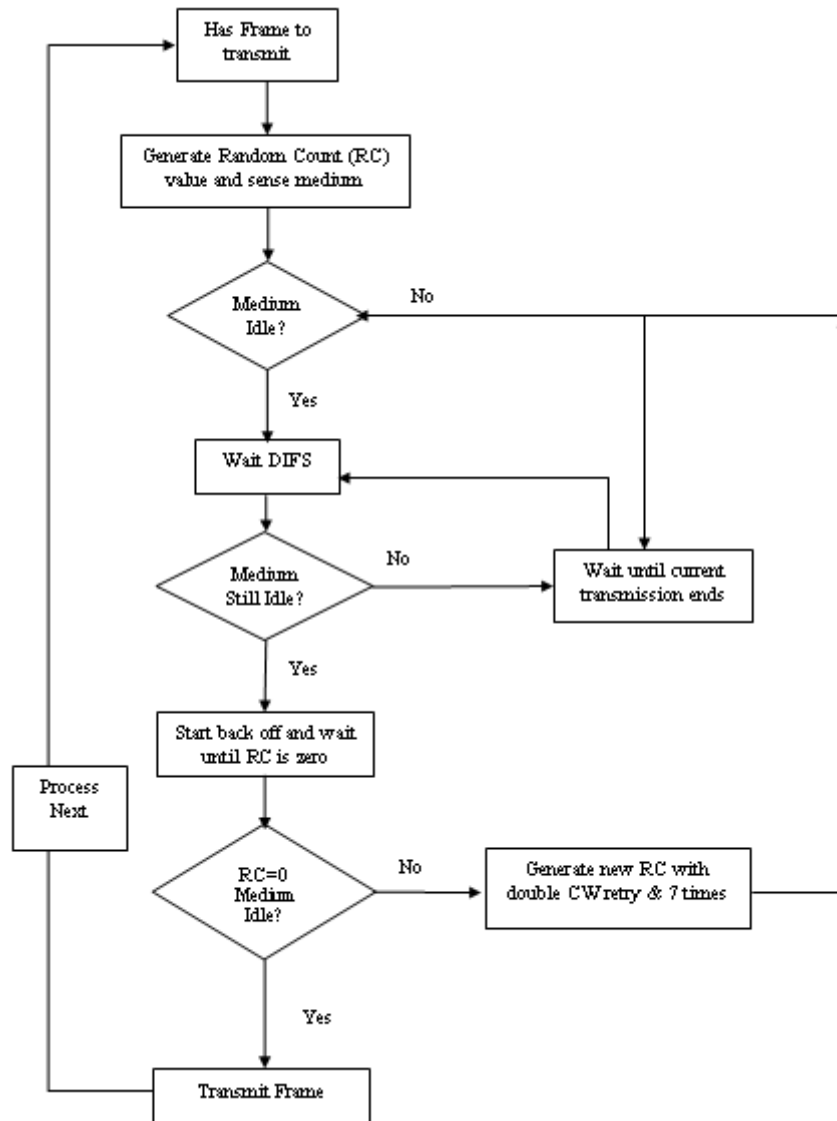 Has Frame to
transmit
Generate Random Count (RC)
value and sense medium
Medium
Idle?
No
Yes
Wait DIFS
Medium
Still Idle?
No
Wait until current
transmission ends
Yes
Start back off and wait
until RC is zero
Process
Next
RC=0
Medium
Idle?
No
Generate new RC with
double CWretry & 7 times
Yes
Transmit Frame